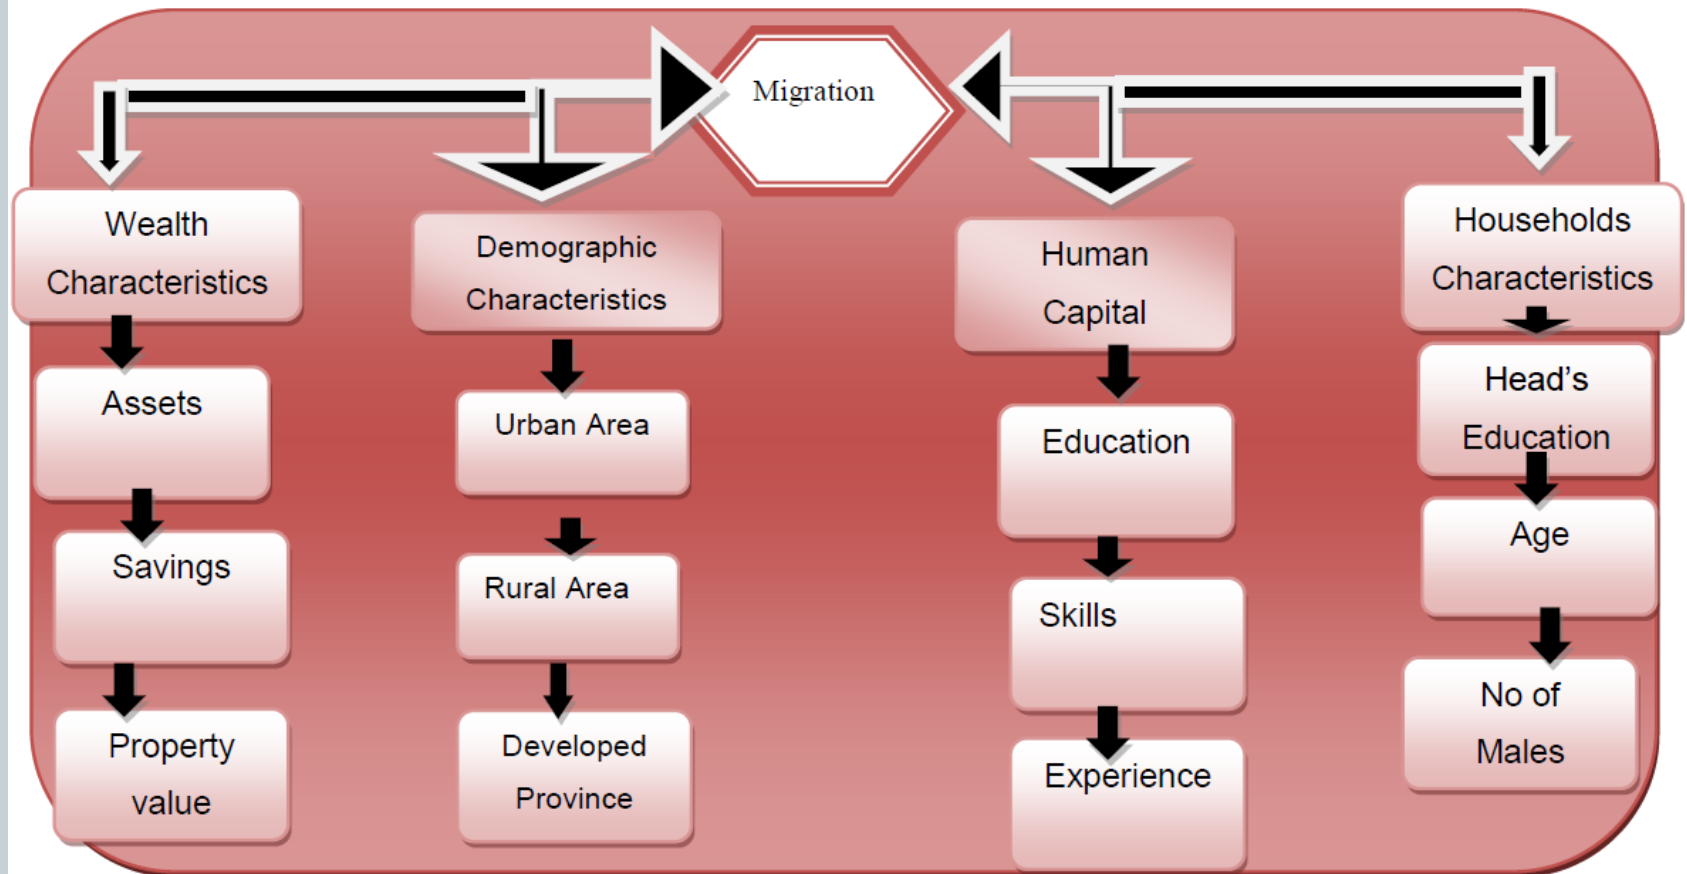 Migration
Wealth
Characteristics
Assets
Savings
Property
value
Demographic
Characteristics
Urban Area
Rural Area
Developed
Province
Human
Capital
Education
Skills
Experience
Households
Characteristics
Head’s
Education
Age
No of
Males